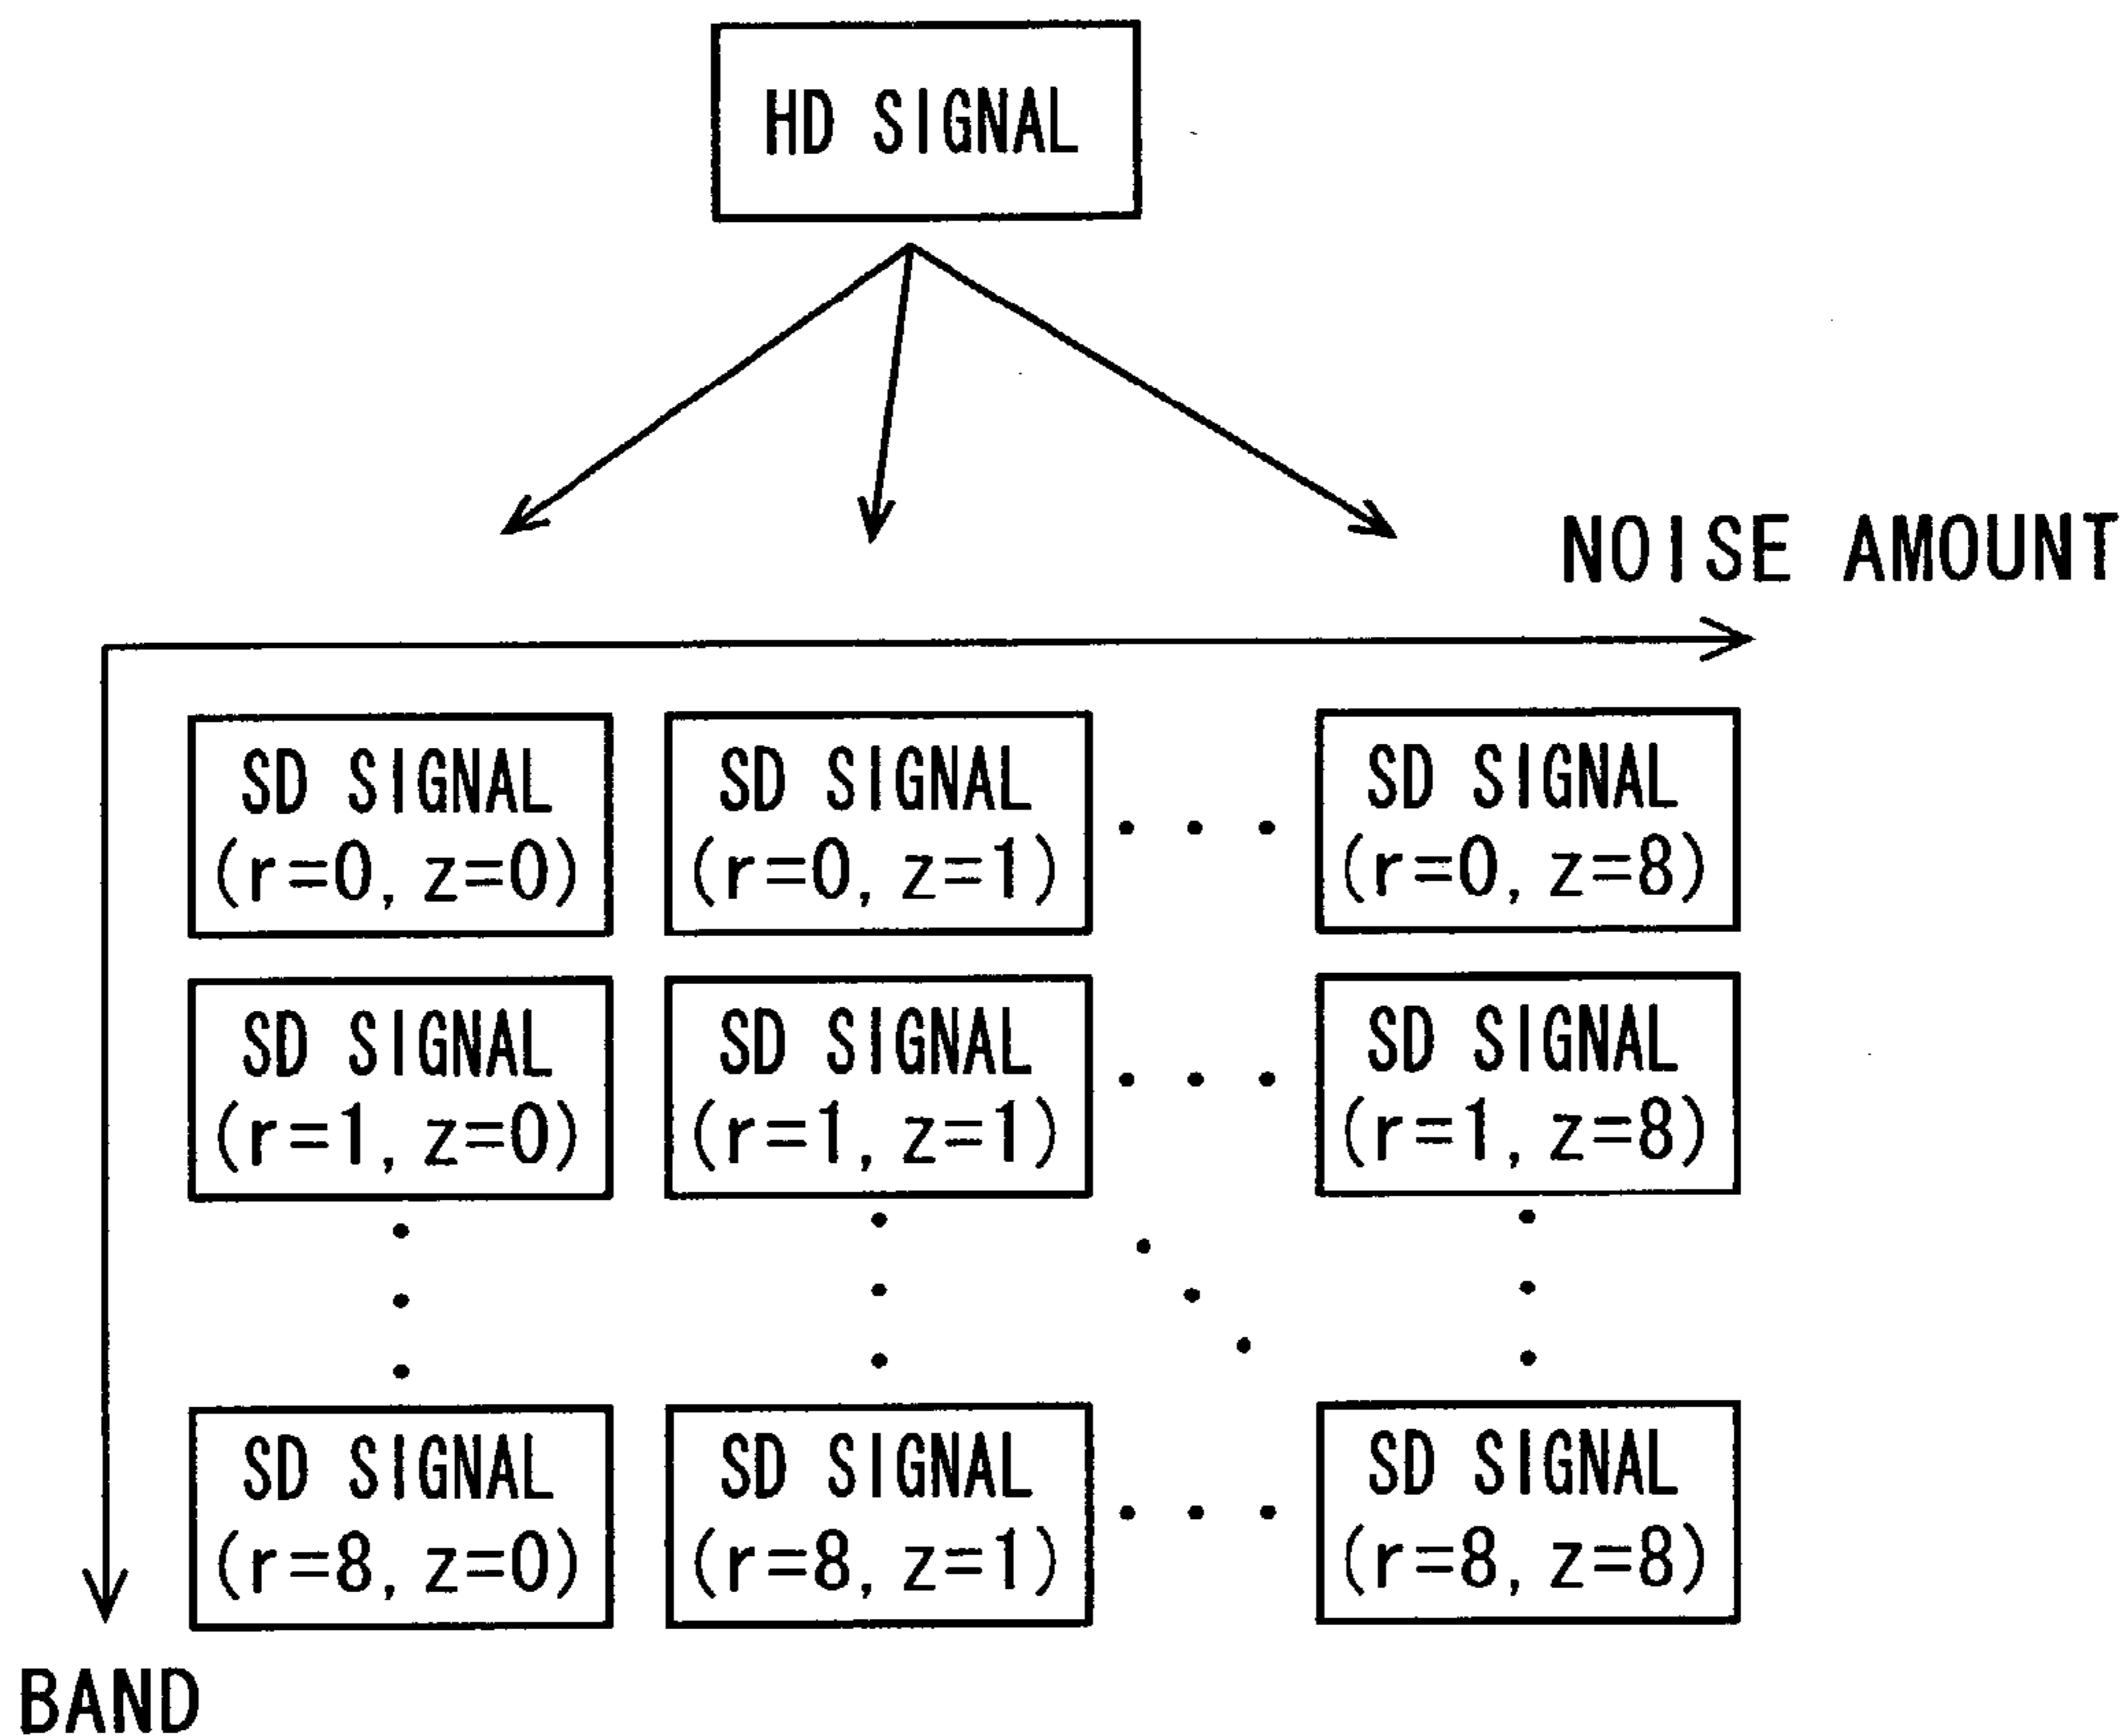 HD SIGNAL
NOISE AMOUNT
SD SIGNAL
(r=0, z=0)
SD SIGNAL
(r=0, z=1)
SD SIGNAL
(r=0, z=8)
SD SIGNAL
(r=1, z=0)
SD SIGNAL
(r=1, z=1)
SD SIGNAL
(r=1, z=8)
SD SIGNAL
(r=8, z=0)
SD SIGNAL
(r=8, z=1)
SD SIGNAL
(r=8, z=8)
BAND